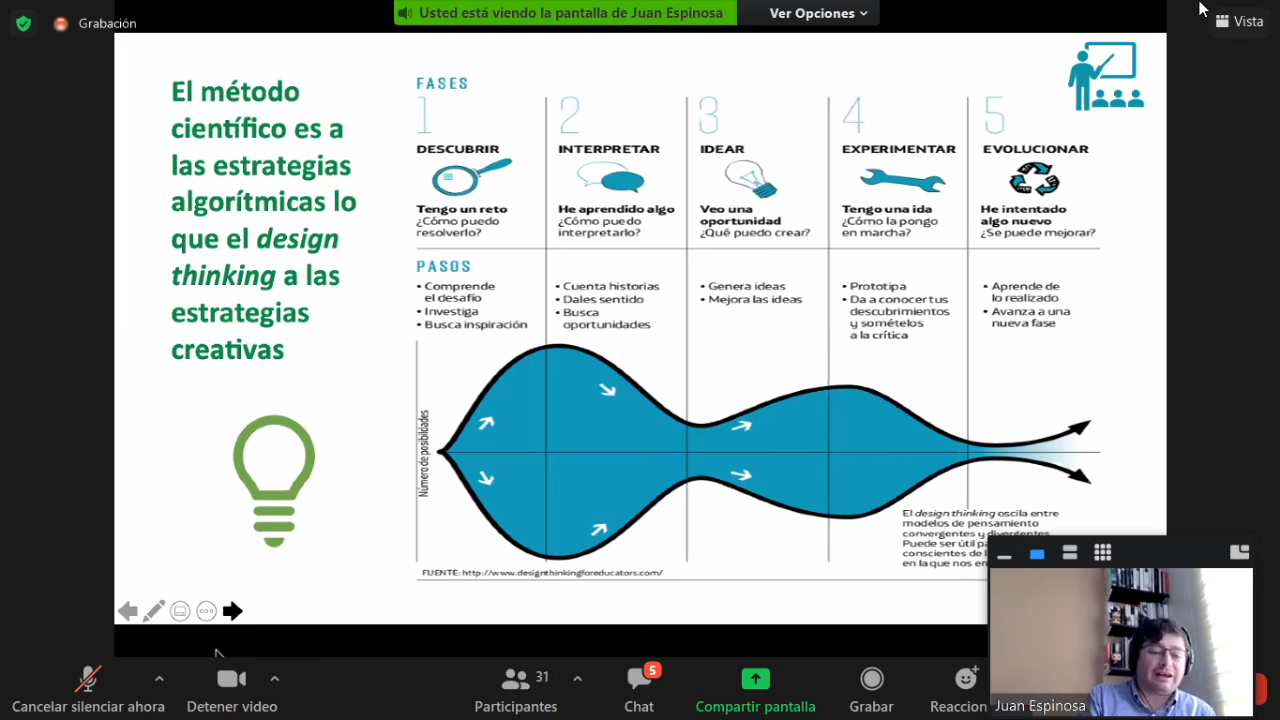 Grabación
Usted está viendo la pantalla de Juan Espinosa
Ver Opciones
Vista
El método
científico es a
las estrategias
algorítmicas lo
que el design
thinking a las
estrategias
creativas
FASES
1
DESCUBRIR
Tengo un reto
¿Cómo puedo
resolverlo?
2
INTERPRETAR
He aprendido algo
¿Cómo puedo
interpretarlo?
3
IDEAR
Veo una
oportunidad
¿Qué puedo crear?
4
EXPERIMENTAR
Tengo una ida
¿Cómo la pongo
en marcha?
5
EVOLUCIONAR
He intentado
algo nuevo
¿Se puede mejorar?
PASOS
• Comprende
el desafío
• Investiga
• Busca inspiración
• Cuenta historias
• Dales sentido
• Busca
oportunidades
• Genera ideas
• Mejora las ideas
• Prototipa
• Da a conocer tus
descubrimientos
y somételos
a la crítica
• Aprende de
lo realizado
• Avanza a una
nueva fase
Número de posibilidades
El design thinking oscila entre
modelos de pensamiento
convergentes y divergentes.
Puede ser útil
conscientes de
en la que nos
FUENTE: http://www.designthinkingforeducators.com/
Juan Espinosa
Cancelar silenciar ahora
Detener video
31
Participantes
5
Chat
Compartir pantalla
Grabar
Reaccion